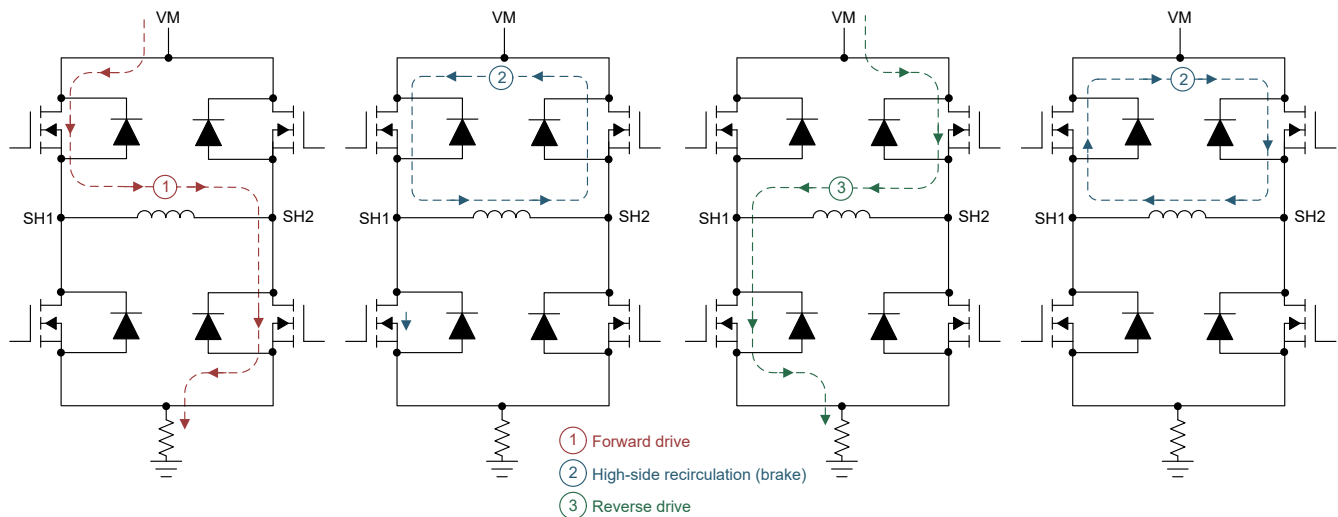 VM
VM
VM
VM
2
2
1
3
SH1
SH2
SH1
SH2
SH1
SH2
SH1
SH2
1 Forward drive
2 High-side recirculation (brake)
3 Reverse drive